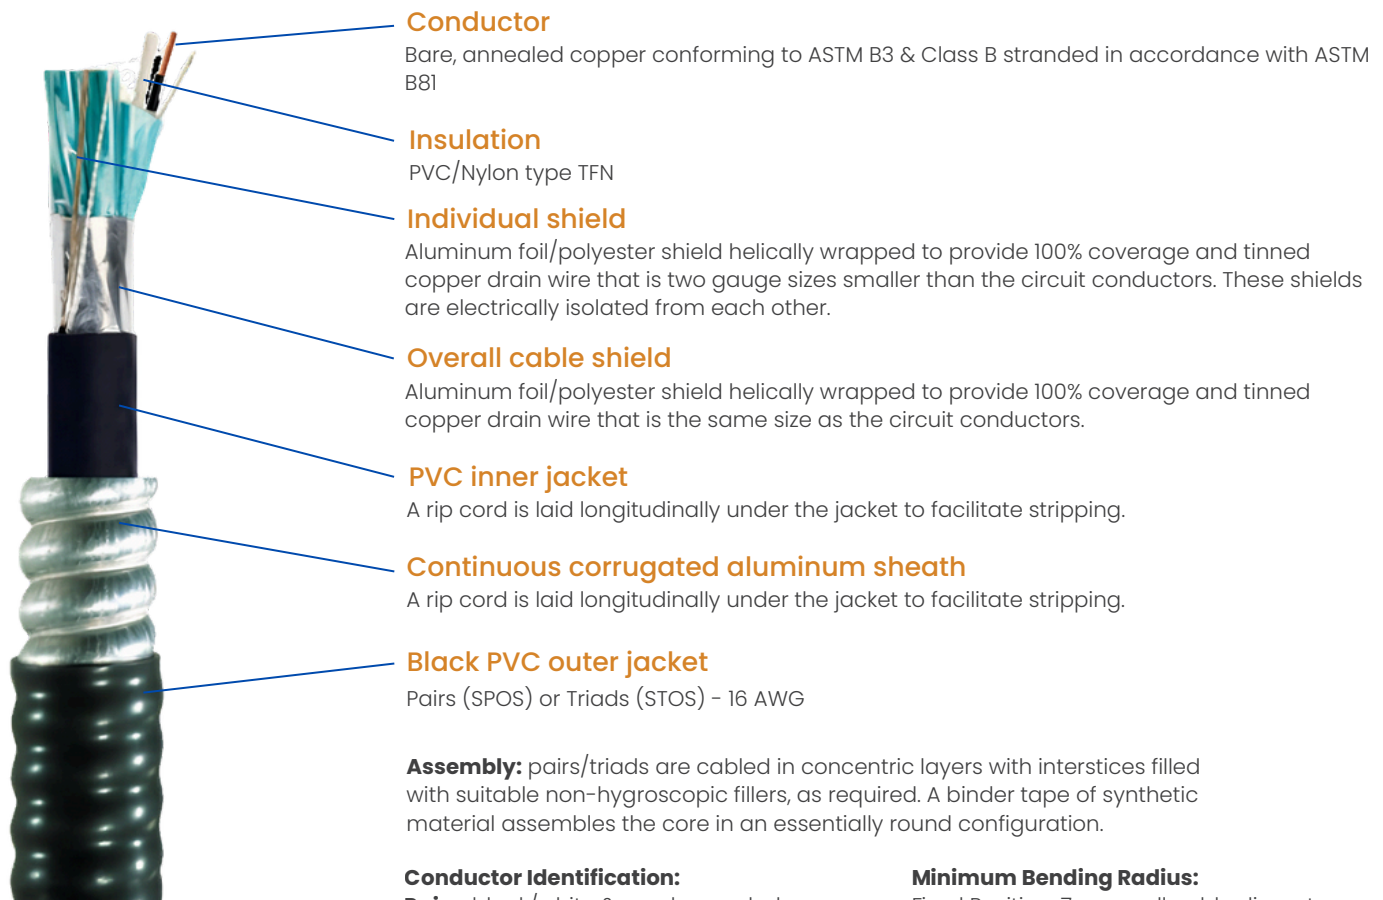 Conductor
Bare, annealed copper conforming to ASTM B3 & Class B stranded in accordance with ASTM
B81
Insulation
PVC/Nylon type TFN
Individual shield
Aluminum foil/polyester shield helically wrapped to provide 100% coverage and tinned
copper drain wire that is two gauge sizes smaller than the circuit conductors. These shields
are electrically isolated from each other.
Overall cable shield
Aluminum foil/polyester shield helically wrapped to provide 100% coverage and tinned
copper drain wire that is the same size as the circuit conductors.
PVC inner jacket
A rip cord is laid longitudinally under the jacket to facilitate stripping.
Continuous corrugated aluminum sheath
A rip cord is laid longitudinally under the jacket to facilitate stripping.
Black PVC outer jacket
Pairs (SPOS) or Triads (STOS) - 16 AWG
Assembly: pairs/triads are cabled in concentric layers with interstices filled
with suitable non-hygroscopic fillers, as required. A binder tape of synthetic
material assembles the core in an essentially round configuration.
Conductor Identification:
Minimum Bending Radius: